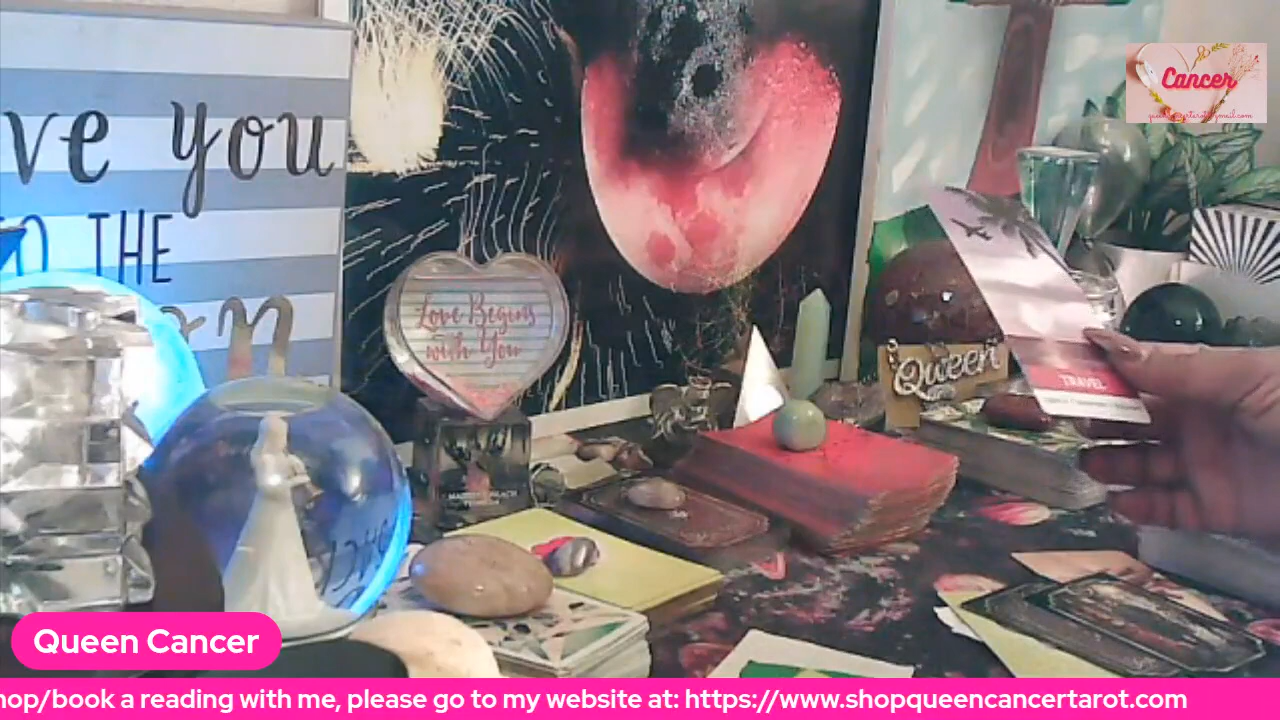 ve you
TO THE
Love Begins
with You
Queen
Cancer
TRAVEL
Queen Cancer
hop/book a reading with me, please go to my website at: https://www.shopqueencancertarot.com